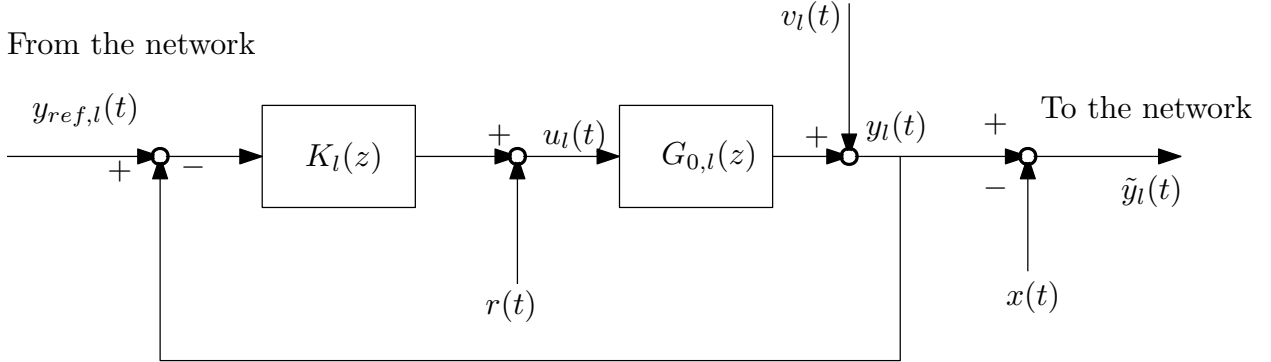 v_l(t)
From the network
To the network
y_{ref,l}(t)
+
−
K_l(z)
+
u_l(t)
G_{0,l}(z)
+
y_l(t)
+
−
ỹ_l(t)
r(t)
x(t)